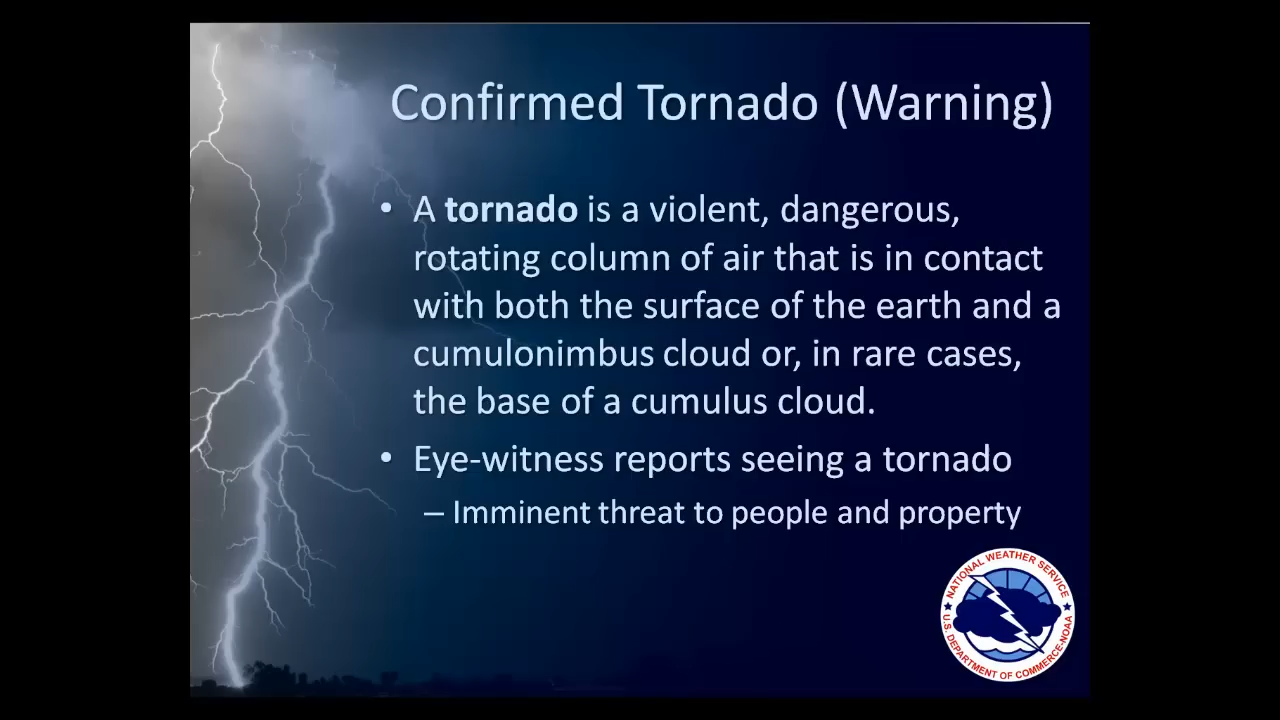 Confirmed Tornado (Warning)
• A tornado is a violent, dangerous,
rotating column of air that is in contact
with both the surface of the earth and a
cumulonimbus cloud or, in rare cases,
the base of a cumulus cloud.
• Eye-witness reports seeing a tornado
– Imminent threat to people and property
NATIONAL WEATHER SERVICE
U.S. DEPARTMENT OF COMMERCE-NOAA